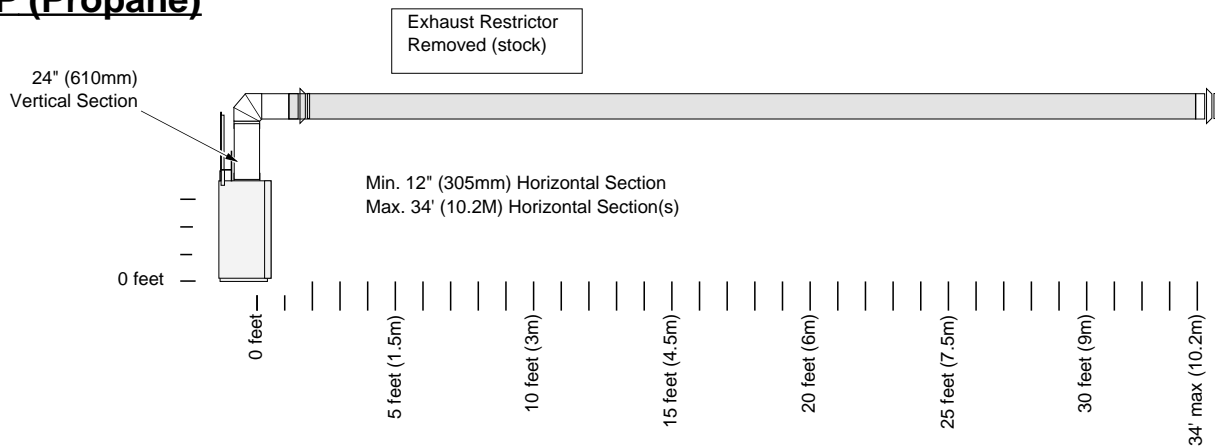 P (Propane)
Exhaust Restrictor
Removed (stock)
24" (610mm)
Vertical Section
Min. 12" (305mm) Horizontal Section
Max. 34' (10.2M) Horizontal Section(s)
0 feet
0 feet
5 feet (1.5m)
10 feet (3m)
15 feet (4.5m)
20 feet (6m)
25 feet (7.5m)
30 feet (9m)
34' max (10.2m)